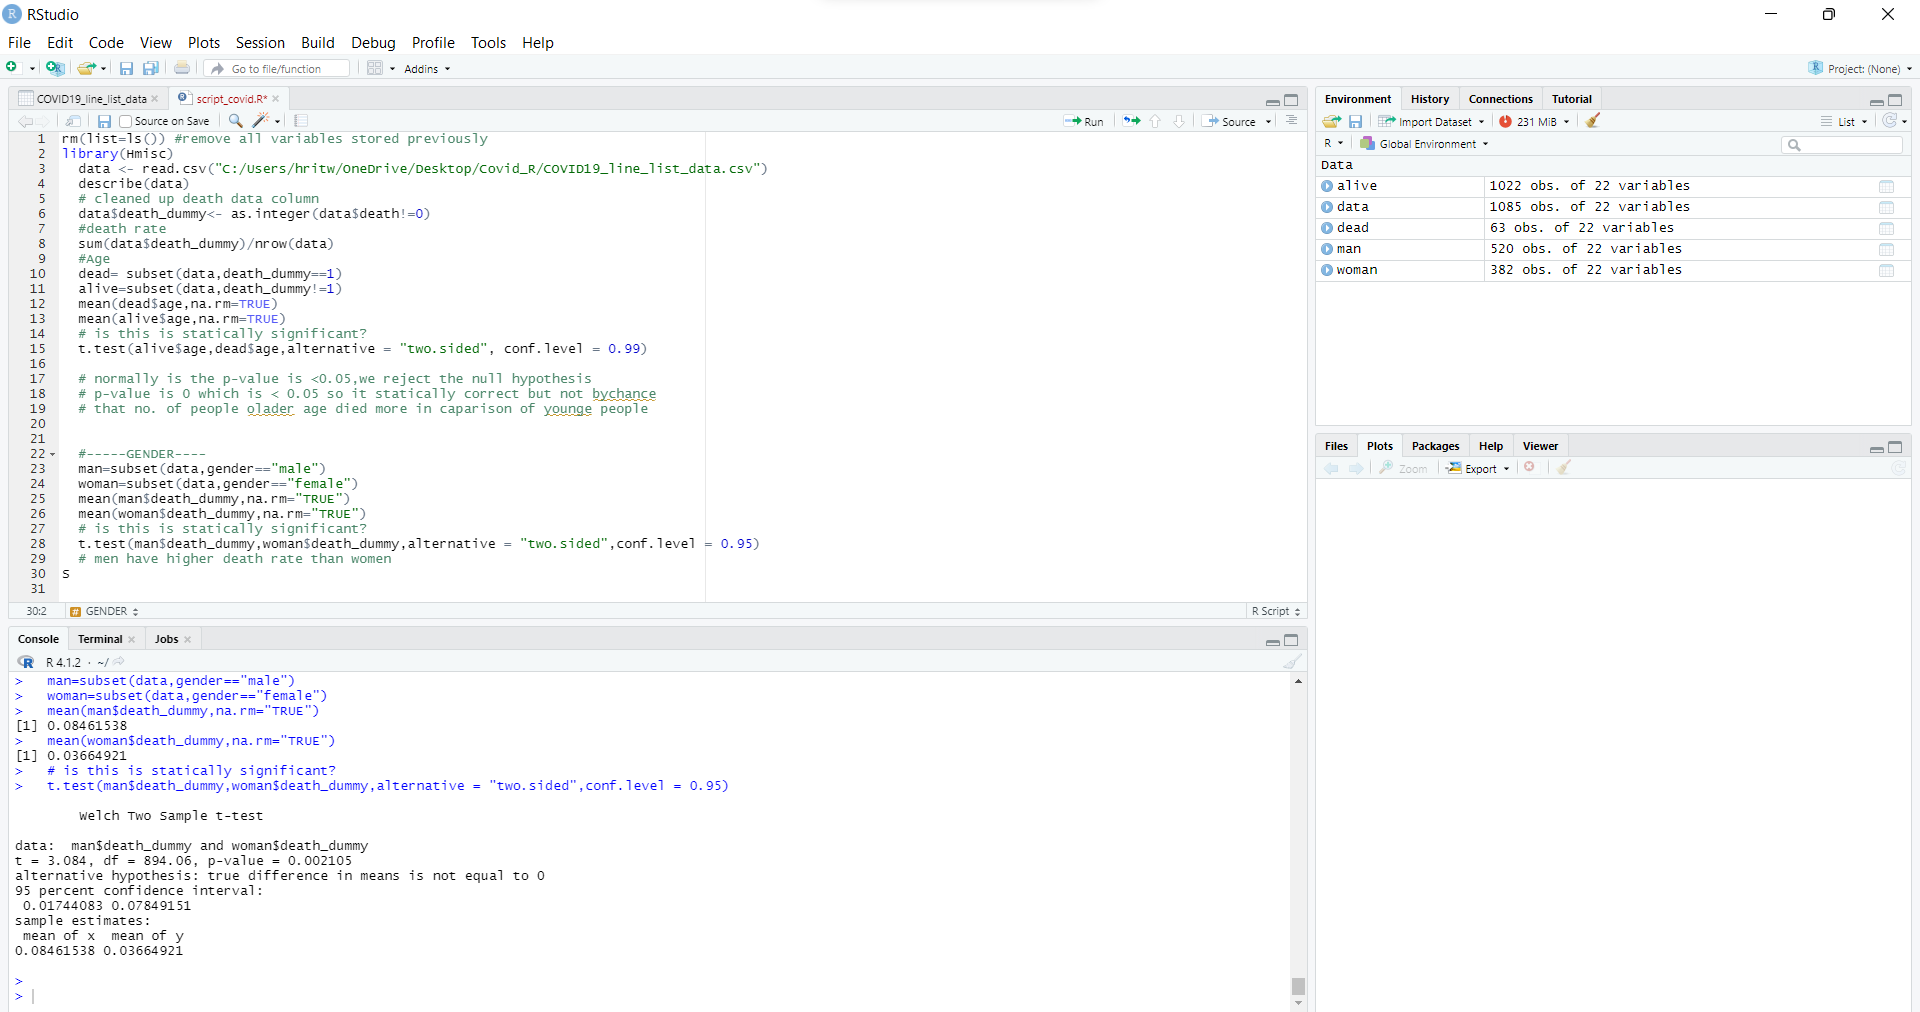 RStudio
File Edit Code View Plots Session Build Debug Profile Tools Help
Go to file/function Addins Project: (None)
COVID19_line_list_data script_covid.R*
Source on Save Run Source
1 rm(list=ls()) #remove all variables stored previously
2 library(Hmisc)
3 data <- read.csv("C:/Users/hritw/OneDrive/Desktop/Covid_R/COVID19_line_list_data.csv")
4 describe(data)
5 # cleaned up death data column
6 data$death_dummy<- as.integer(data$death!=0)
7 #death rate
8 sum(data$death_dummy)/nrow(data)
9 #Age
10 dead= subset(data,death_dummy==1)
11 alive=subset(data,death_dummy!=1)
12 mean(dead$age,na.rm=TRUE)
13 mean(alive$age,na.rm=TRUE)
14 # is this is statically significant?
15 t.test(alive$age,dead$age,alternative = "two.sided", conf.level = 0.99)
16
17 # normally is the p-value is <0.05,we reject the null hypothesis
18 # p-value is 0 which is < 0.05 so it statically correct but not bychance
19 # that no. of people olader age died more in caparison of younge people
20
21
22 #-----GENDER----
23 man=subset(data,gender=="male")
24 woman=subset(data,gender=="female")
25 mean(man$death_dummy,na.rm="TRUE")
26 mean(woman$death_dummy,na.rm="TRUE")
27 # is this is statically significant?
28 t.test(man$death_dummy,woman$death_dummy,alternative = "two.sided",conf.level = 0.95)
29 # men have higher death rate than women
30 s
31
30:2 # GENDER R Script
Console Terminal Jobs
R R 4.1.2 · ~/
> man=subset(data,gender=="male")
> woman=subset(data,gender=="female")
> mean(man$death_dummy,na.rm="TRUE")
[1] 0.08461538
> mean(woman$death_dummy,na.rm="TRUE")
[1] 0.03664921
> # is this is statically significant?
> t.test(man$death_dummy,woman$death_dummy,alternative = "two.sided",conf.level = 0.95)
Welch Two Sample t-test
data: man$death_dummy and woman$death_dummy
t = 3.084, df = 894.06, p-value = 0.002105
alternative hypothesis: true difference in means is not equal to 0
95 percent confidence interval:
0.01744083 0.07849151
sample estimates:
mean of x mean of y
0.08461538 0.03664921
>
>
Environment History Connections Tutorial
Import Dataset 231 MiB List
R Global Environment
Data
alive 1022 obs. of 22 variables
data 1085 obs. of 22 variables
dead 63 obs. of 22 variables
man 520 obs. of 22 variables
woman 382 obs. of 22 variables
Files Plots Packages Help Viewer
Zoom Export